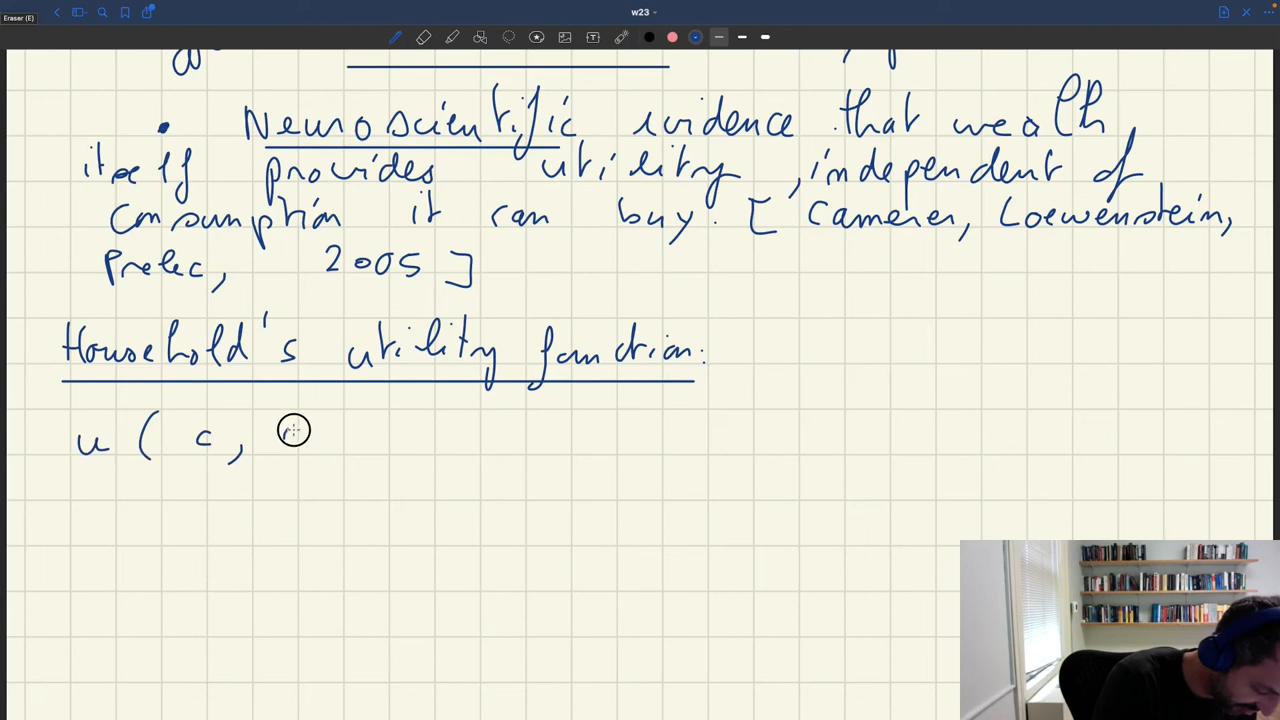 Eraser (E)
w23
• Neuroscientific evidence that wealth
itself provides utility, independent of
consumption it can buy. [Camerer, Loewenstein,
Prelec, 2005]
Household's utility function:
u ( c ,